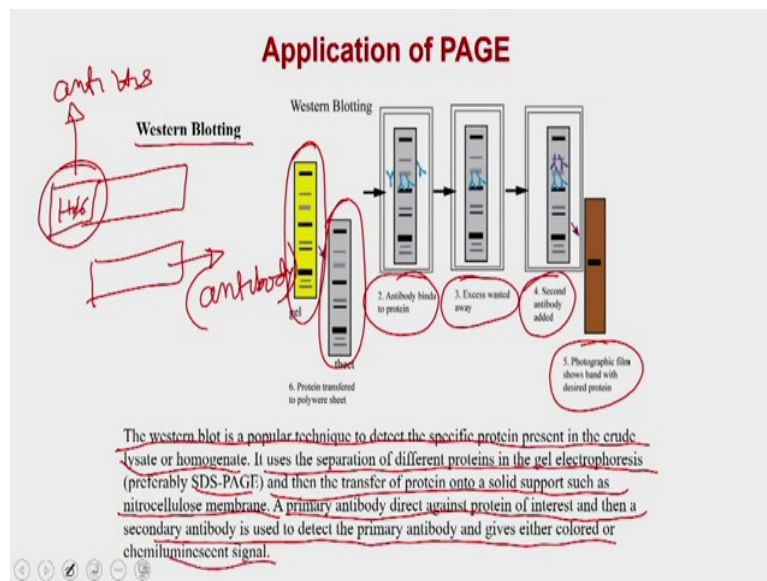 Application of PAGE
anti His
Western Blotting
Western Blotting
His
antibody
gel
sheet
2. Antibody binds
to protein
3. Excess wasted
away
4. Second
antibody
added
6. Protein transfered
to polywere sheet
5. Photographic film
shows band with
desired protein
The western blot is a popular technique to detect the specific protein present in the crude
lysate or homogenate. It uses the separation of different proteins in the gel electrophoresis
(preferably SDS-PAGE) and then the transfer of protein onto a solid support such as
nitrocellulose membrane. A primary antibody direct against protein of interest and then a
secondary antibody is used to detect the primary antibody and gives either colored or
chemiluminescent signal.